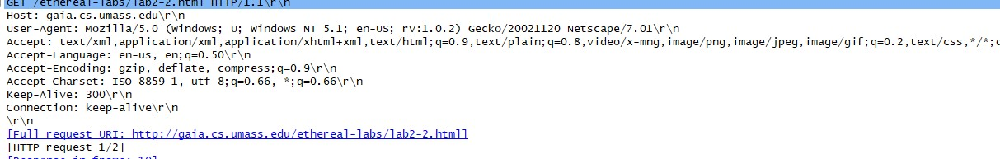 GET /ethereal-labs/lab2-2.html HTTP/1.1\r\n
Host: gaia.cs.umass.edu\r\n
User-Agent: Mozilla/5.0 (Windows; U; Windows NT 5.1; en-US; rv:1.0.2) Gecko/20021120 Netscape/7.01\r\n
Accept: text/xml,application/xml,application/xhtml+xml,text/html;q=0.9,text/plain;q=0.8,video/x-mng,image/png,image/jpeg,image/gif;q=0.2,text/css,*/*;
Accept-Language: en-us, en;q=0.50\r\n
Accept-Encoding: gzip, deflate, compress;q=0.9\r\n
Accept-Charset: ISO-8859-1, utf-8;q=0.66, *;q=0.66\r\n
Keep-Alive: 300\r\n
Connection: keep-alive\r\n
\r\n
[Full request URI: http://gaia.cs.umass.edu/ethereal-labs/lab2-2.html]
[HTTP request 1/2]
[Response in frame: 10]